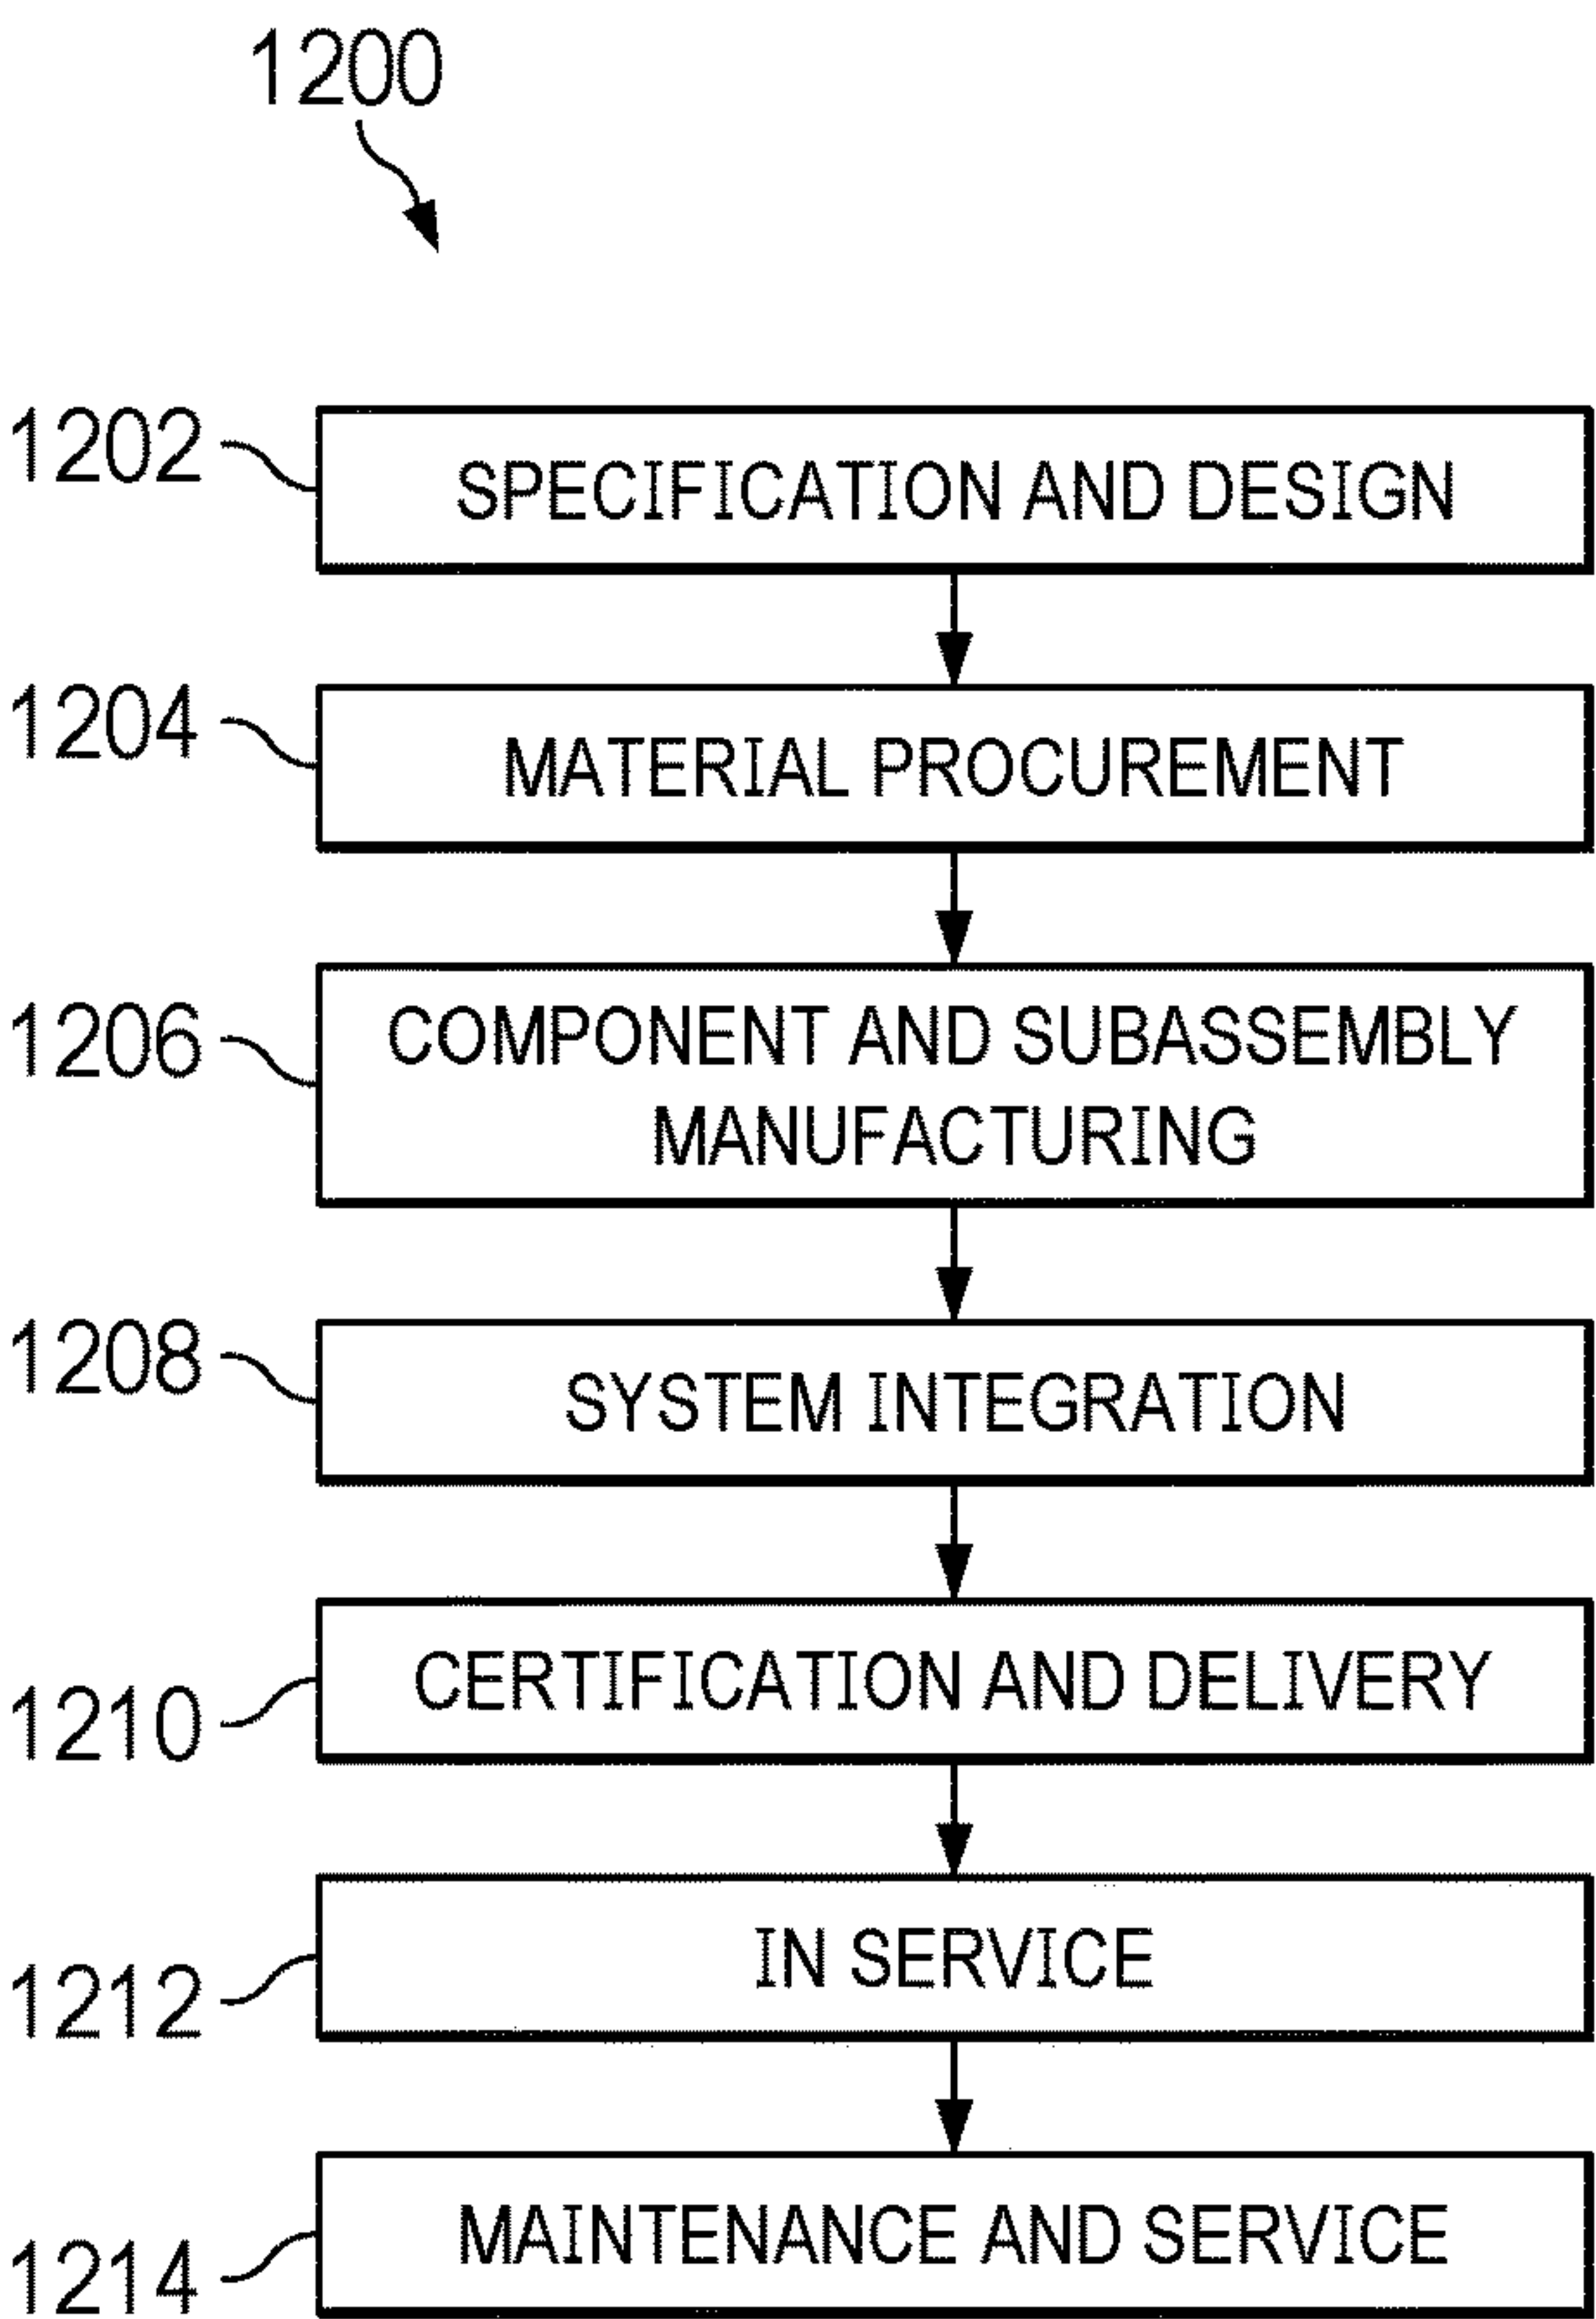 1200
1202
SPECIFICATION AND DESIGN
1204
MATERIAL PROCUREMENT
1206
COMPONENT AND SUBASSEMBLY
MANUFACTURING
1208
SYSTEM INTEGRATION
1210
CERTIFICATION AND DELIVERY
1212
IN SERVICE
1214
MAINTENANCE AND SERVICE